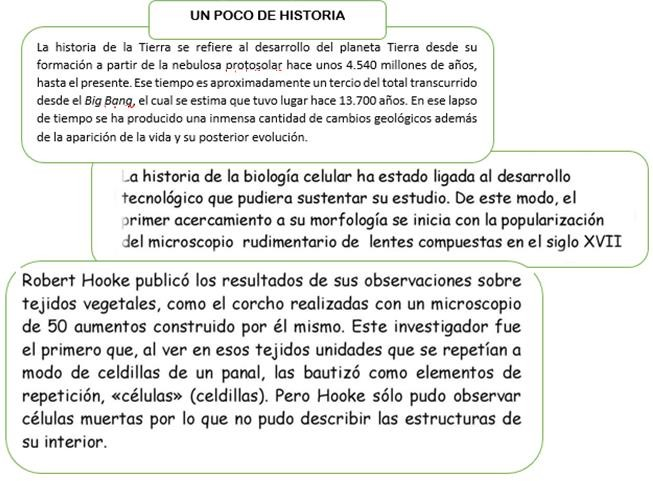 UN POCO DE HISTORIA
La historia de la Tierra se refiere al desarrollo del planeta Tierra desde su
formación a partir de la nebulosa protosolar hace unos 4.540 millones de años,
hasta el presente. Ese tiempo es aproximadamente un tercio del total transcurrido
desde el Big Bang, el cual se estima que tuvo lugar hace 13.700 años. En ese lapso
de tiempo se ha producido una inmensa cantidad de cambios geológicos además
de la aparición de la vida y su posterior evolución.
La historia de la biología celular ha estado ligada al desarrollo
tecnológico que pudiera sustentar su estudio. De este modo, el
primer acercamiento a su morfología se inicia con la popularización
del microscopio rudimentario de lentes compuestas en el siglo XVII
Robert Hooke publicó los resultados de sus observaciones sobre
tejidos vegetales, como el corcho realizadas con un microscopio
de 50 aumentos construido por él mismo. Este investigador fue
el primero que, al ver en esos tejidos unidades que se repetían a
modo de celdillas de un panal, las bautizó como elementos de
repetición, «células» (celdillas). Pero Hooke sólo pudo observar
células muertas por lo que no pudo describir las estructuras de
su interior.